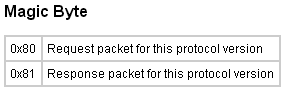 Magic Byte
0x80 Request packet for this protocol version
0x81 Response packet for this protocol version